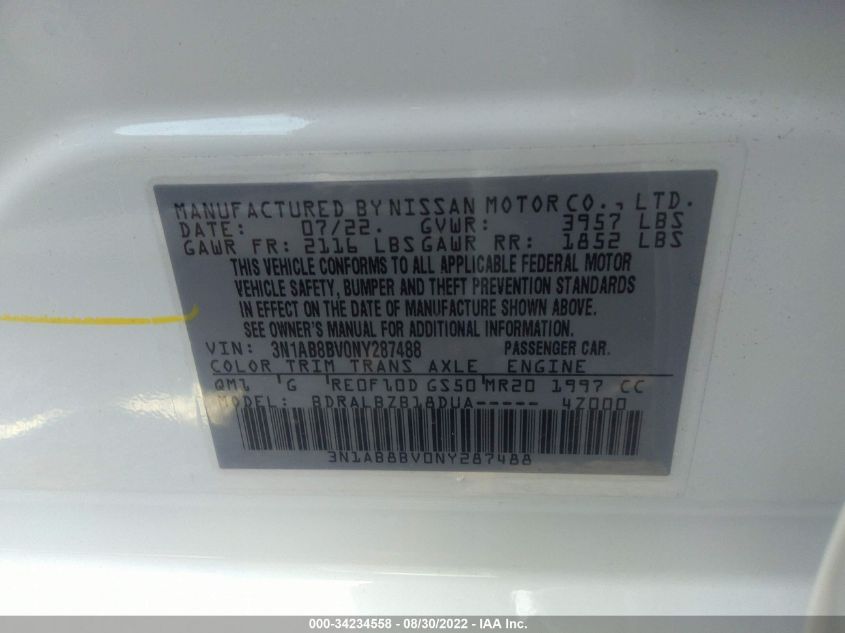 MANUFACTURED BY NISSAN MOTOR CO., LTD.
DATE: 07/22. GVWR: 3957 LBS
GAWR FR: 2116 LBS GAWR RR: 1852 LBS
THIS VEHICLE CONFORMS TO ALL APPLICABLE FEDERAL MOTOR
VEHICLE SAFETY, BUMPER AND THEFT PREVENTION STANDARDS
IN EFFECT ON THE DATE OF MANUFACTURE SHOWN ABOVE.
SEE OWNER'S MANUAL FOR ADDITIONAL INFORMATION.
VIN: 3N1AB8BV0NY287488 PASSENGER CAR.
COLOR TRIM TRANS AXLE ENGINE
QM1 'G 'RE0F10D GS50'MR20 1997 CC
MODEL: BDRALBZB18DUA----- 4Z000
3N1AB8BV0NY287488
000-34234558 - 08/30/2022 - IAA Inc.